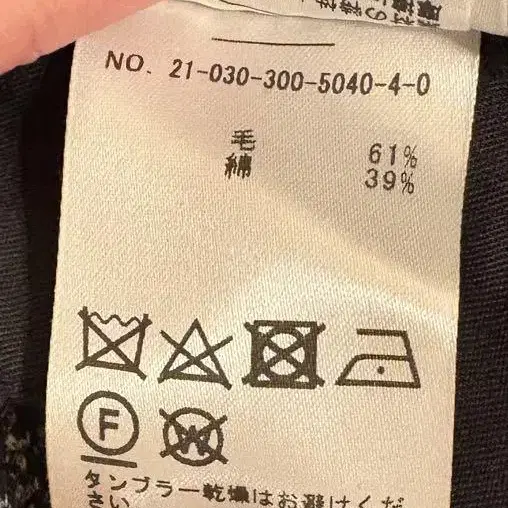 NO. 21-030-300-5040-4-0
毛 61%
綿 39%
F
W
タンブラー乾燥はお避けくだ
さい